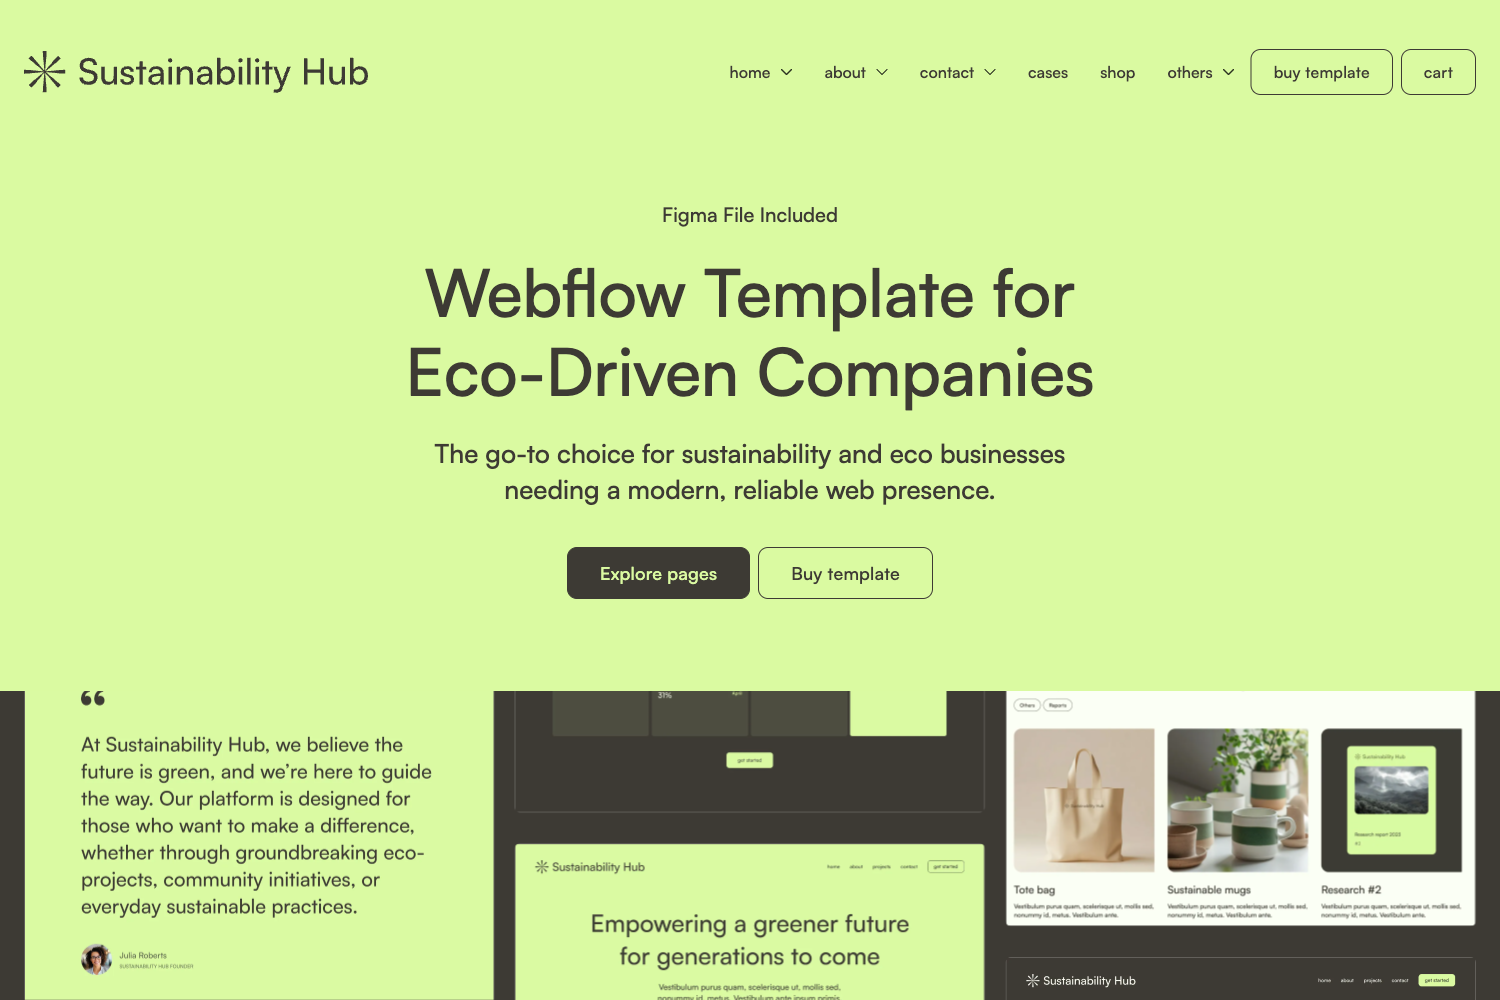 Sustainability Hub
home about contact cases shop others buy template cart
Figma File Included
Webflow Template for
Eco-Driven Companies
The go-to choice for sustainability and eco businesses
needing a modern, reliable web presence.
Explore pages Buy template
“
At Sustainability Hub, we believe the
future is green, and we’re here to guide
the way. Our platform is designed for
those who want to make a difference,
whether through groundbreaking eco-
projects, community initiatives, or
everyday sustainable practices.
Julia Roberts
SUSTAINABILITY HUB FOUNDER
31% April
get started
Sustainability Hub home about projects contact get started
Empowering a greener future
for generations to come
Vestibulum purus quam, scelerisque ut, mollis sed,
nonummy id, metus. Vestibulum ante ipsum primis
Others Reports
Sustainability Hub
Sustainability Hub
Research report 2023
#2
Tote bag
Vestibulum purus quam, scelerisque ut, mollis sed,
nonummy id, metus. Vestibulum ante.
Sustainable mugs
Vestibulum purus quam, scelerisque ut, mollis sed,
nonummy id, metus. Vestibulum ante.
Research #2
Vestibulum purus quam, scelerisque ut, mollis sed,
nonummy id, metus. Vestibulum ante.
Sustainability Hub home about projects contact get started